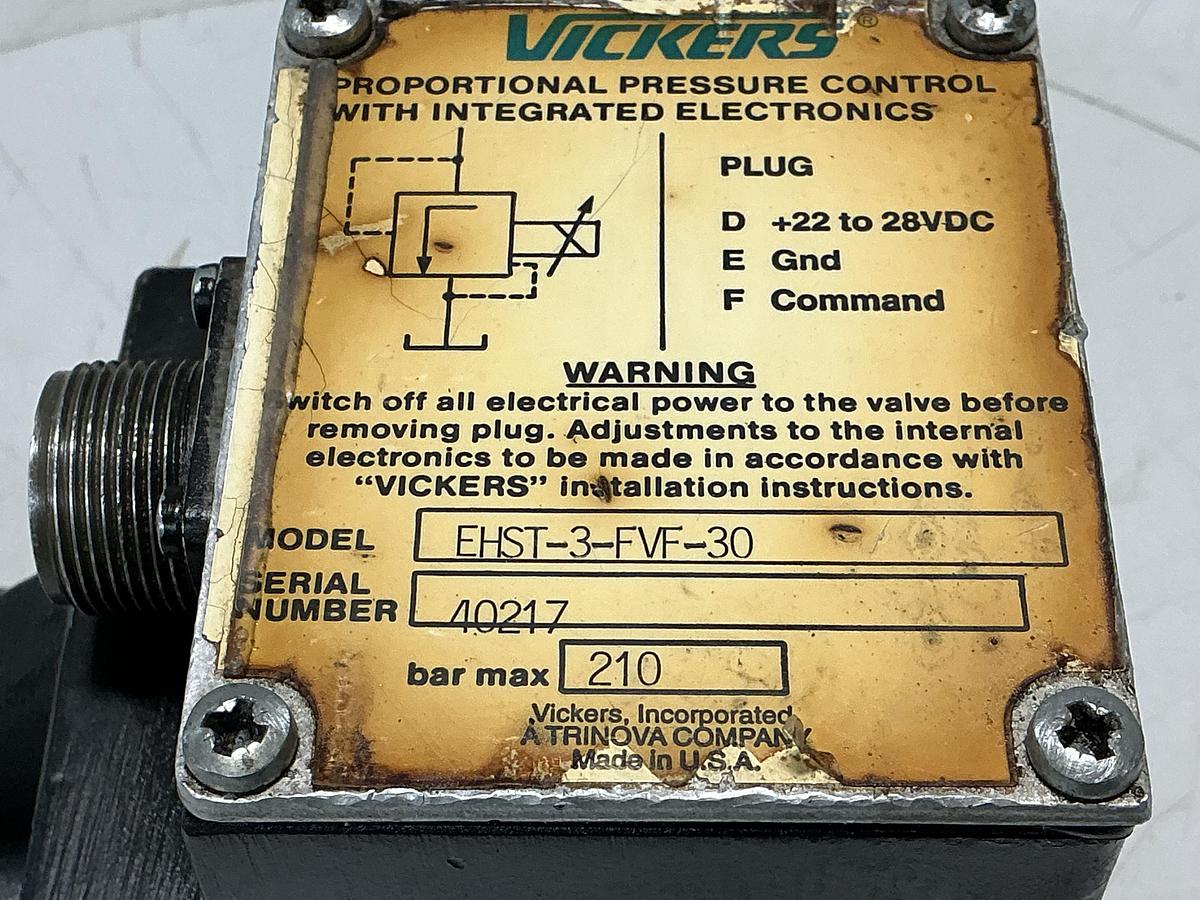 VICKERS®
PROPORTIONAL PRESSURE CONTROL
WITH INTEGRATED ELECTRONICS
PLUG
D +22 to 28VDC
E Gnd
F Command
WARNING
witch off all electrical power to the valve before
removing plug. Adjustments to the internal
electronics to be made in accordance with
“VICKERS” installation instructions.
MODEL EHST-3-FVF-30
SERIAL
NUMBER 40217
bar max 210
Vickers, Incorporated
A TRINOVA COMPANY
Made in U.S.A.